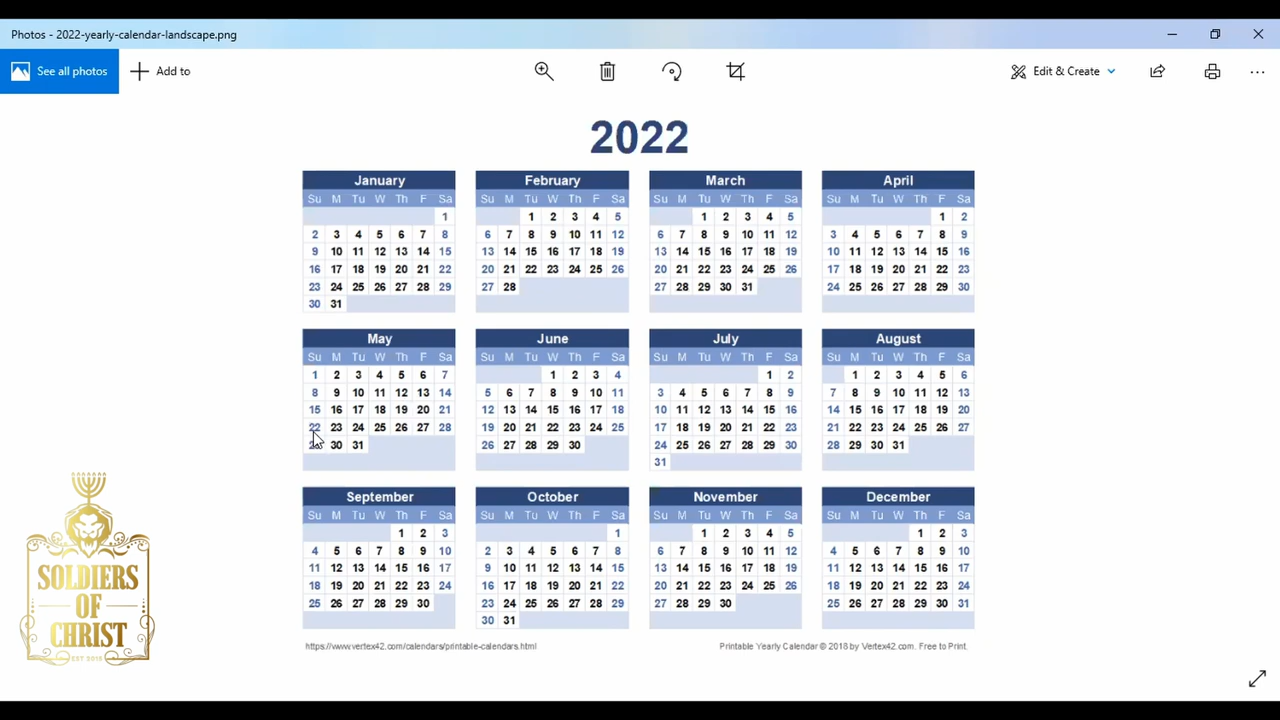 Photos - 2022-yearly-calendar-landscape.png
See all photos
Add to
Edit & Create
2022
January February March April
Su M Tu W Th F Sa Su M Tu W Th F Sa Su M Tu W Th F Sa Su M Tu W Th F Sa
1 1 2 3 4 5 1 2 3 4 5 1 2
2 3 4 5 6 7 8 6 7 8 9 10 11 12 6 7 8 9 10 11 12 3 4 5 6 7 8 9
9 10 11 12 13 14 15 13 14 15 16 17 18 19 13 14 15 16 17 18 19 10 11 12 13 14 15 16
16 17 18 19 20 21 22 20 21 22 23 24 25 26 20 21 22 23 24 25 26 17 18 19 20 21 22 23
23 24 25 26 27 28 29 27 28 27 28 29 30 31 24 25 26 27 28 29 30
30 31
May June July August
Su M Tu W Th F Sa Su M Tu W Th F Sa Su M Tu W Th F Sa Su M Tu W Th F Sa
1 2 3 4 5 6 7 1 2 3 4 1 2 1 2 3 4 5 6
8 9 10 11 12 13 14 5 6 7 8 9 10 11 3 4 5 6 7 8 9 7 8 9 10 11 12 13
15 16 17 18 19 20 21 12 13 14 15 16 17 18 10 11 12 13 14 15 16 14 15 16 17 18 19 20
22 23 24 25 26 27 28 19 20 21 22 23 24 25 17 18 19 20 21 22 23 21 22 23 24 25 26 27
30 31 26 27 28 29 30 24 25 26 27 28 29 30 28 29 30 31
31
September October November December
Su M Tu W Th F Sa Su M Tu W Th F Sa Su M Tu W Th F Sa Su M Tu W Th F Sa
1 2 3 1 1 2 3 4 5 1 2 3
4 5 6 7 8 9 10 2 3 4 5 6 7 8 6 7 8 9 10 11 12 4 5 6 7 8 9 10
11 12 13 14 15 16 17 9 10 11 12 13 14 15 13 14 15 16 17 18 19 11 12 13 14 15 16 17
18 19 20 21 22 23 24 16 17 18 19 20 21 22 20 21 22 23 24 25 26 18 19 20 21 22 23 24
25 26 27 28 29 30 23 24 25 26 27 28 29 27 28 29 30 25 26 27 28 29 30 31
30 31
https://www.vertex42.com/calendars/printable-calendars.html
Printable Yearly Calendar © 2018 by Vertex42.com. Free to Print.
SOLDIERS
OF
CHRIST
EST 2015